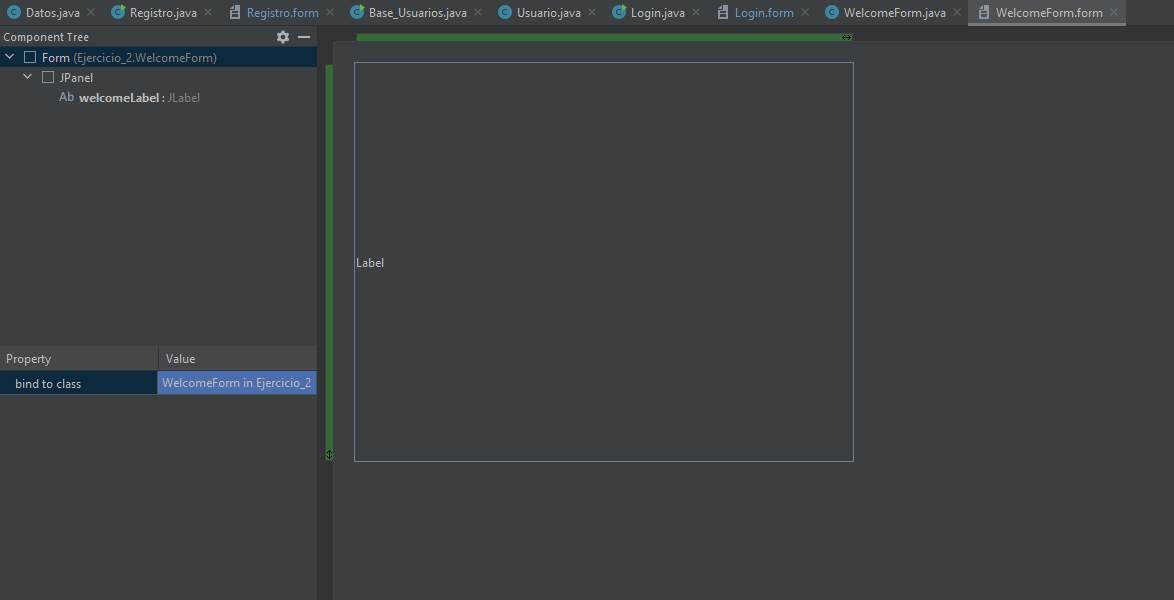 Datos.java Registro.java Registro.form Base_Usuarios.java Usuario.java Login.java Login.form WelcomeForm.java WelcomeForm.form
Component Tree
Form (Ejercicio_2.WelcomeForm)
JPanel
Ab welcomeLabel : JLabel
Label
Property Value
bind to class WelcomeForm in Ejercicio_2